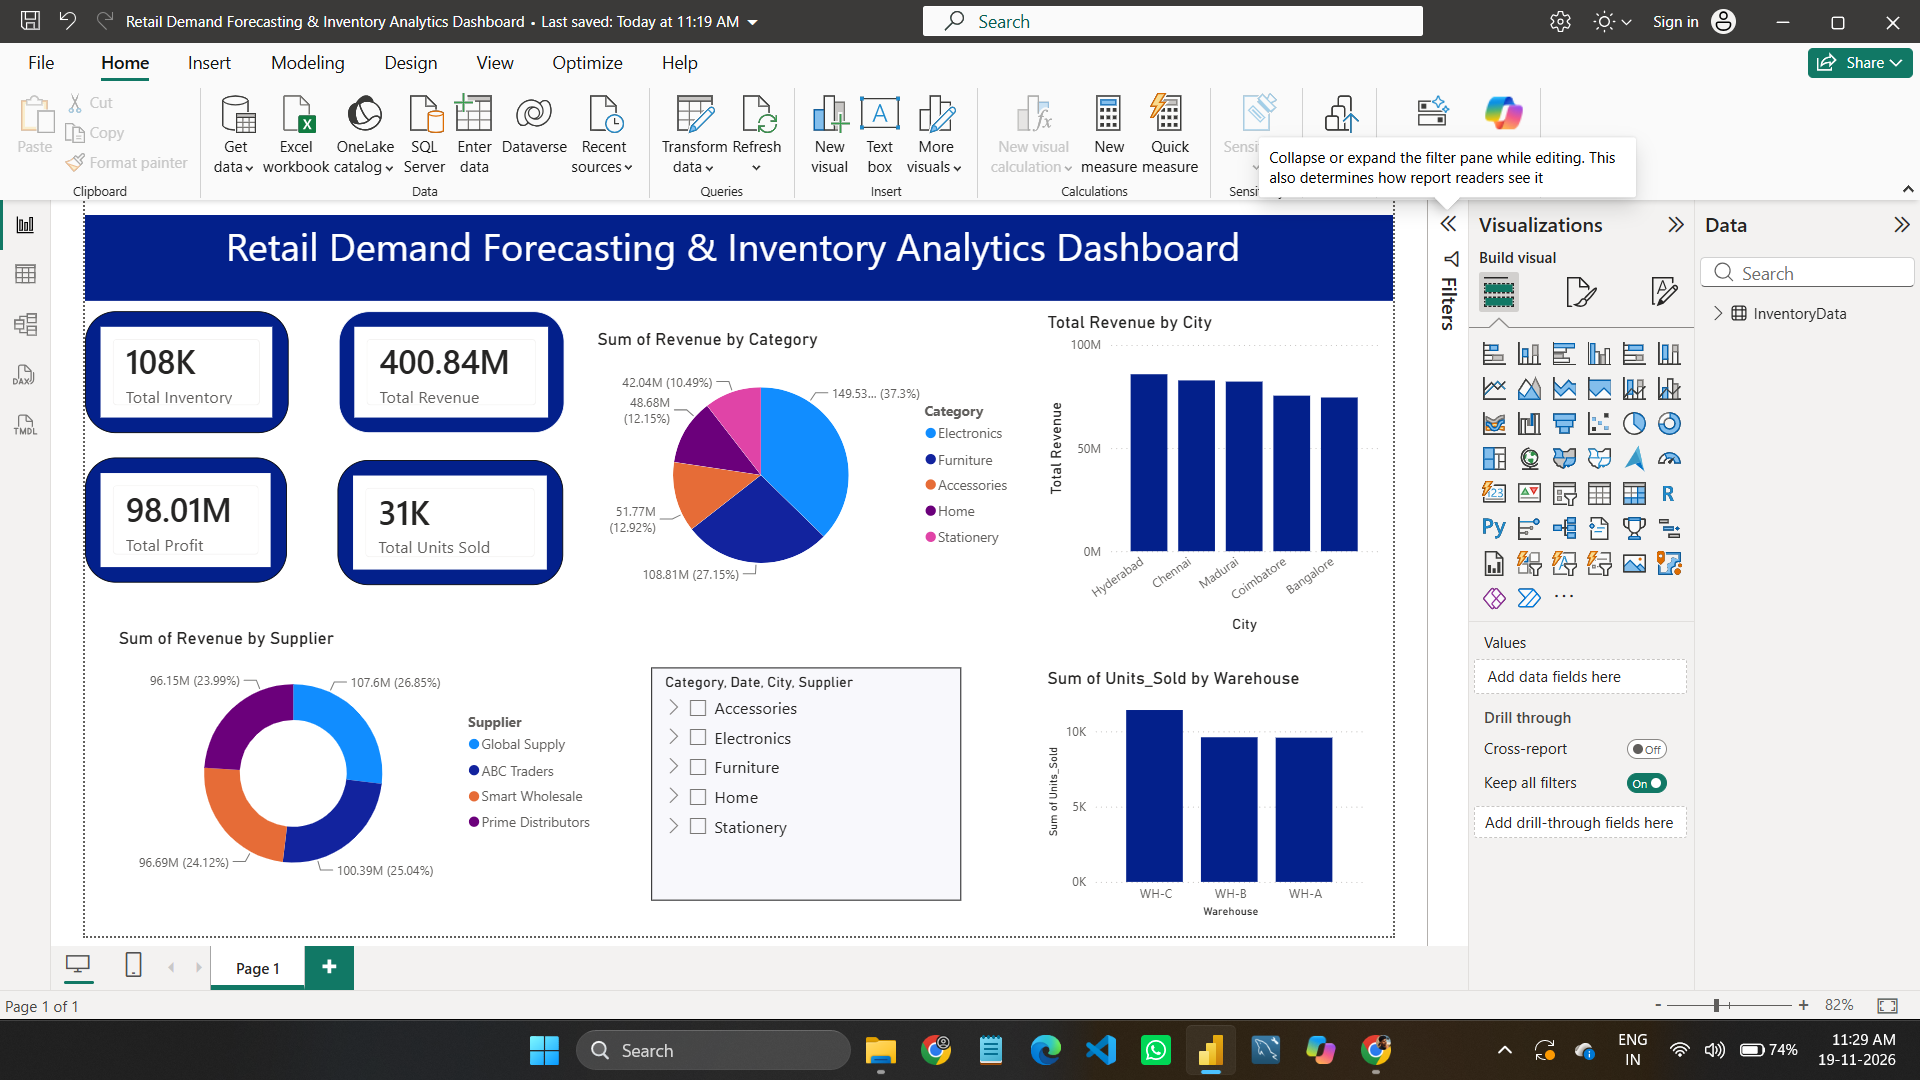 Retail Demand Forecasting & Inventory Analytics Dashboard • Last saved: Today at 11:19 AM
Search
Sign in
File
Home
Insert
Modeling
Design
View
Optimize
Help
Share
Paste
Cut
Copy
Format painter
Clipboard
Get data
Excel workbook
OneLake catalog
SQL Server
Enter data
Dataverse
Recent sources
Data
Transform data
Refresh
Queries
New visual
Text box
More visuals
Insert
New visual calculation
New measure
Quick measure
Calculations
Collapse or expand the filter pane while editing. This
also determines how report readers see it
DAX
TMDL
Retail Demand Forecasting & Inventory Analytics Dashboard
108K
Total Inventory
400.84M
Total Revenue
98.01M
Total Profit
31K
Total Units Sold
Sum of Revenue by Category
42.04M (10.49%)
48.68M
(12.15%)
51.77M
(12.92%)
108.81M (27.15%)
149.53... (37.3%)
Category
Electronics
Furniture
Accessories
Home
Stationery
Total Revenue by City
Total Revenue
100M
50M
0M
Hyderabad
Chennai
Madurai
Coimbatore
Bangalore
City
Sum of Revenue by Supplier
96.15M (23.99%)
107.6M (26.85%)
96.69M (24.12%)
100.39M (25.04%)
Supplier
Global Supply
ABC Traders
Smart Wholesale
Prime Distributors
Category, Date, City, Supplier
Accessories
Electronics
Furniture
Home
Stationery
Sum of Units_Sold by Warehouse
Sum of Units_Sold
10K
5K
0K
WH-C
WH-B
WH-A
Warehouse
Filters
Visualizations
Build visual
123
R
Py
Values
Add data fields here
Drill through
Cross-report
Off
Keep all filters
On
Add drill-through fields here
Data
Search
InventoryData
Page 1
Page 1 of 1
82%
Search
ENG
IN
74%
11:29 AM
19-11-2026